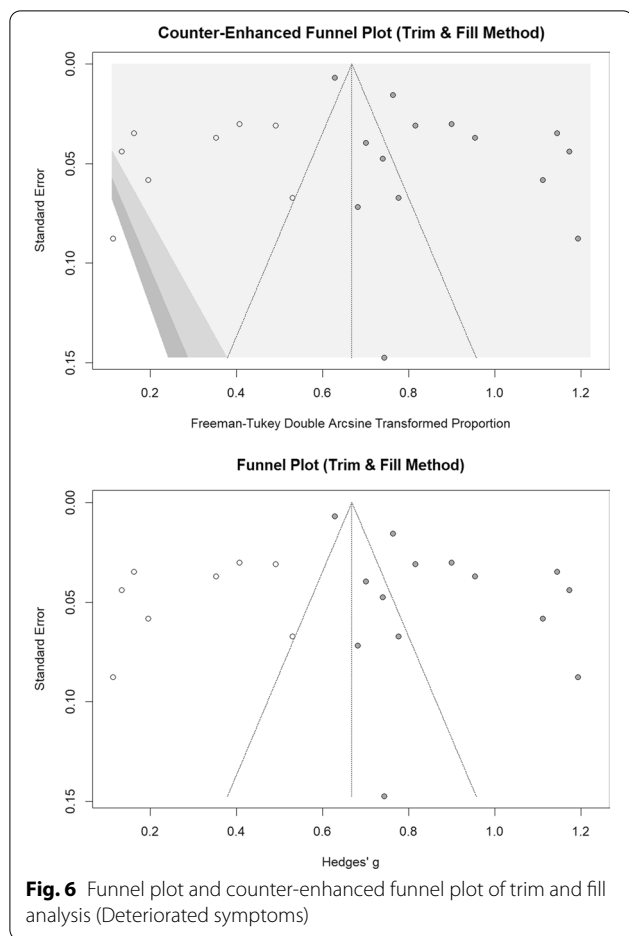 Counter-Enhanced Funnel Plot (Trim & Fill Method)
Standard Error
0.00
0.05
0.10
0.15
0.2 0.4 0.6 0.8 1.0 1.2
Freeman-Tukey Double Arcsine Transformed Proportion
Funnel Plot (Trim & Fill Method)
Standard Error
0.00
0.05
0.10
0.15
0.2 0.4 0.6 0.8 1.0 1.2
Hedges' g
Fig. 6 Funnel plot and counter-enhanced funnel plot of trim and fill
analysis (Deteriorated symptoms)